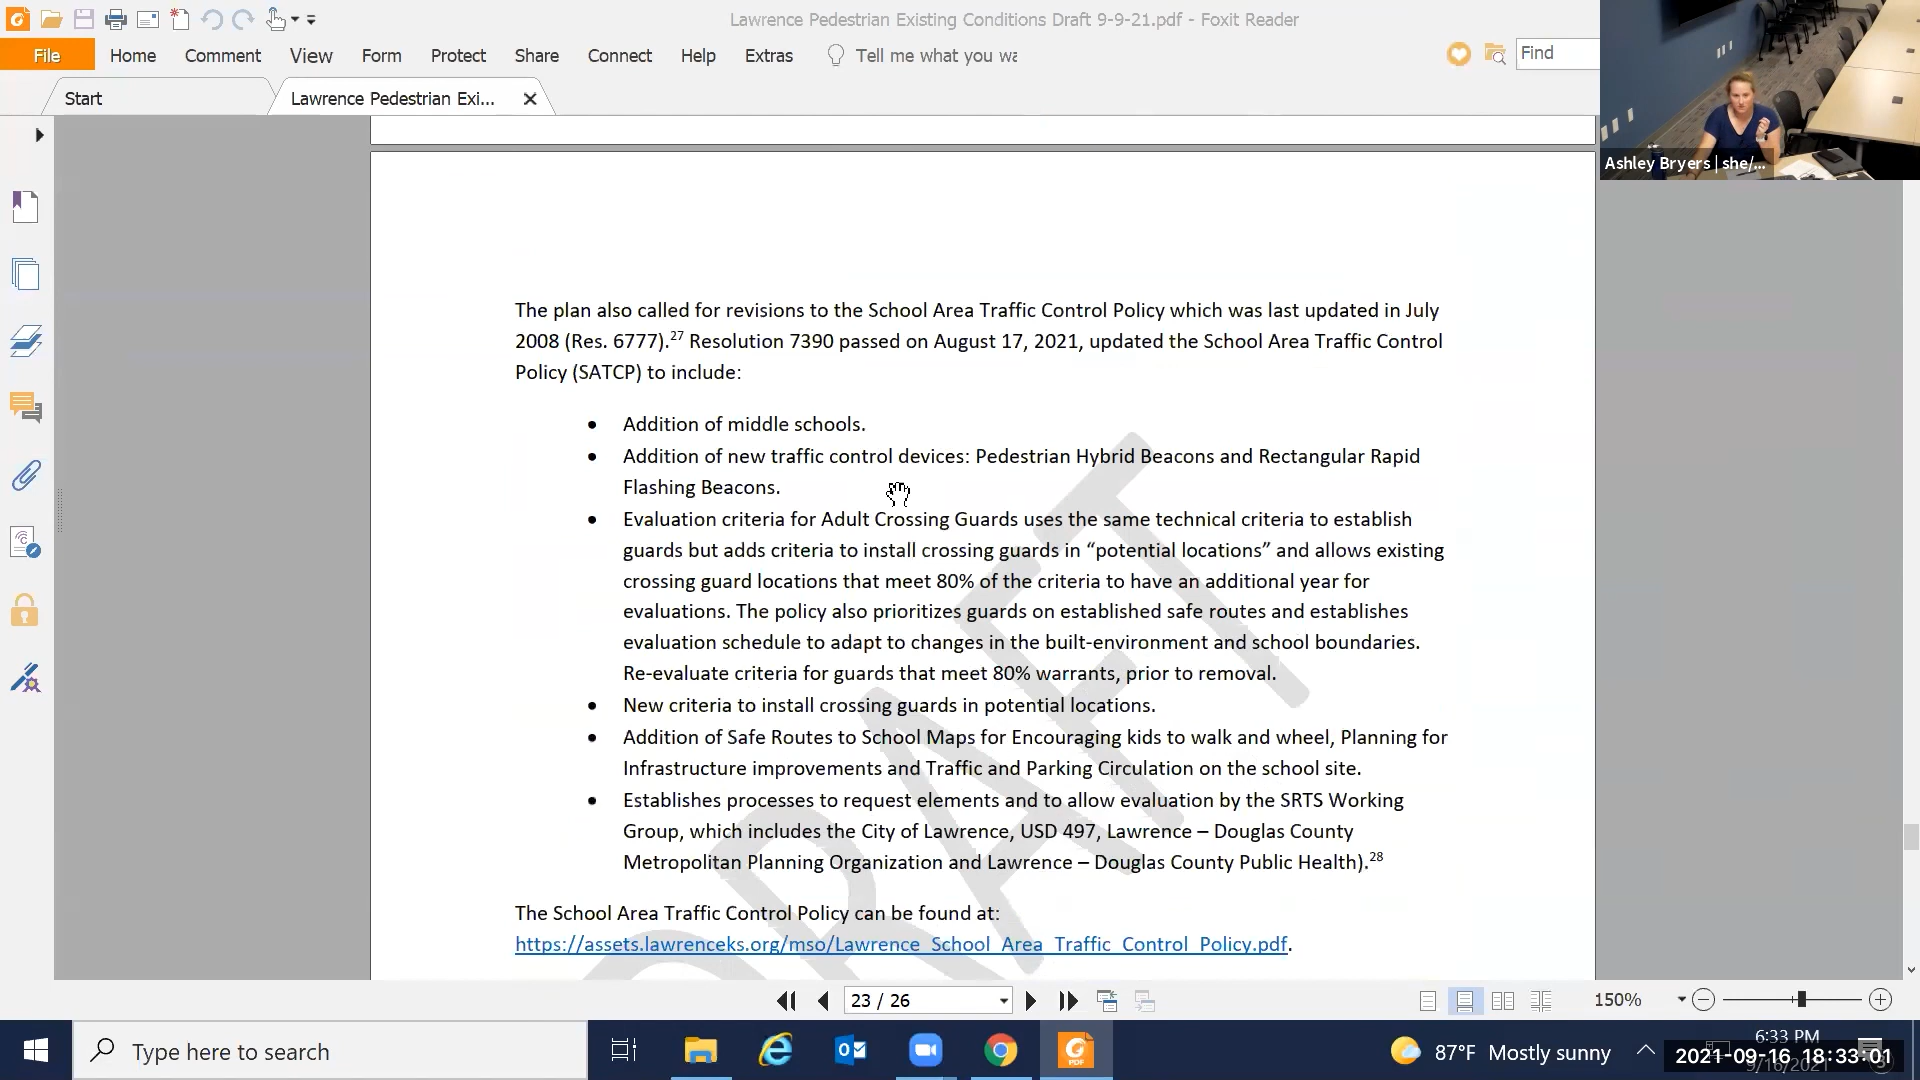 Lawrence Pedestrian Existing Conditions Draft 9-9-21.pdf - Foxit Reader
File Home Comment View Form Protect Share Connect Help Extras Tell me what you wa Find
Start Lawrence Pedestrian Exi...
Ashley Bryers | she/...
The plan also called for revisions to the School Area Traffic Control Policy which was last updated in July
2008 (Res. 6777).27 Resolution 7390 passed on August 17, 2021, updated the School Area Traffic Control
Policy (SATCP) to include:
• Addition of middle schools.
• Addition of new traffic control devices: Pedestrian Hybrid Beacons and Rectangular Rapid
Flashing Beacons.
• Evaluation criteria for Adult Crossing Guards uses the same technical criteria to establish
guards but adds criteria to install crossing guards in “potential locations” and allows existing
crossing guard locations that meet 80% of the criteria to have an additional year for
evaluations. The policy also prioritizes guards on established safe routes and establishes
evaluation schedule to adapt to changes in the built-environment and school boundaries.
Re-evaluate criteria for guards that meet 80% warrants, prior to removal.
• New criteria to install crossing guards in potential locations.
• Addition of Safe Routes to School Maps for Encouraging kids to walk and wheel, Planning for
Infrastructure improvements and Traffic and Parking Circulation on the school site.
• Establishes processes to request elements and to allow evaluation by the SRTS Working
Group, which includes the City of Lawrence, USD 497, Lawrence – Douglas County
Metropolitan Planning Organization and Lawrence – Douglas County Public Health).28
The School Area Traffic Control Policy can be found at:
https://assets.lawrenceks.org/mso/Lawrence_School_Area_Traffic_Control_Policy.pdf.
DRAFT
23 / 26 150%
Type here to search 87°F Mostly sunny 6:33 PM
2021-09-16 18:33:01